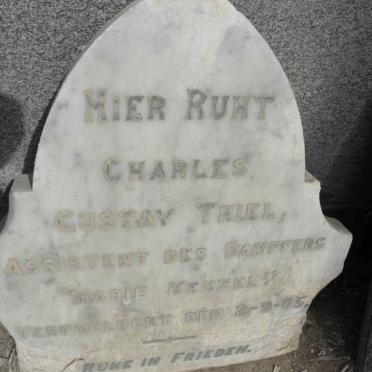 HIER RUHT
CHARLES
GUSTAV THIEL,
ASSISTENT DES DAMPFERS
"MARIE MENZELL"
VERUNGLÜCKT DEN 2-9-05.
RUHE IN FRIEDEN.